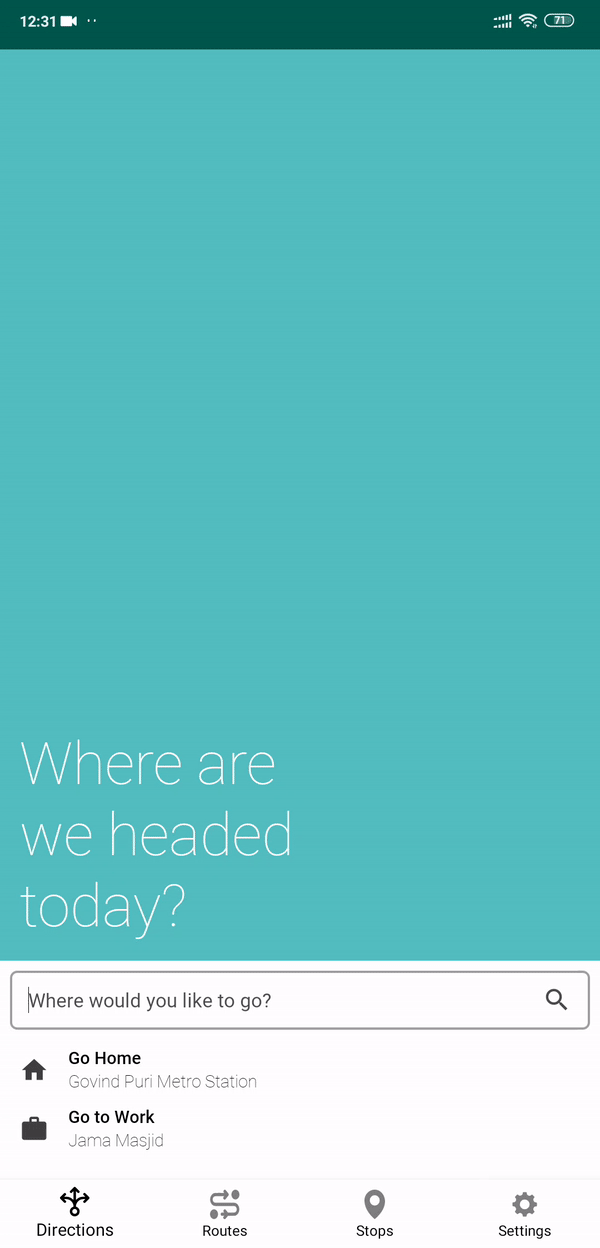 12:31
71
Where are
we headed
today?
Where would you like to go?
Go Home
Govind Puri Metro Station
Go to Work
Jama Masjid
Directions
Routes
Stops
Settings